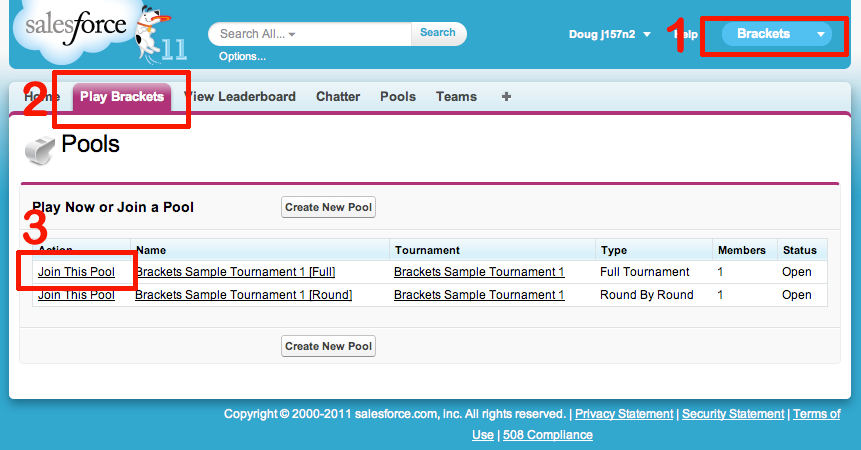 salesforce
11
Search All...
Search
Options...
Doug j157n2
Help
1
Brackets
2
Home
Play Brackets
View Leaderboard
Chatter
Pools
Teams
+
Pools
Play Now or Join a Pool
Create New Pool
3
Action Name Tournament Type Members Status
Join This Pool Brackets Sample Tournament 1 [Full] Brackets Sample Tournament 1 Full Tournament 1 Open
Join This Pool Brackets Sample Tournament 1 [Round] Brackets Sample Tournament 1 Round By Round 1 Open
Create New Pool
Copyright © 2000-2011 salesforce.com, inc. All rights reserved. | Privacy Statement | Security Statement | Terms of
Use | 508 Compliance